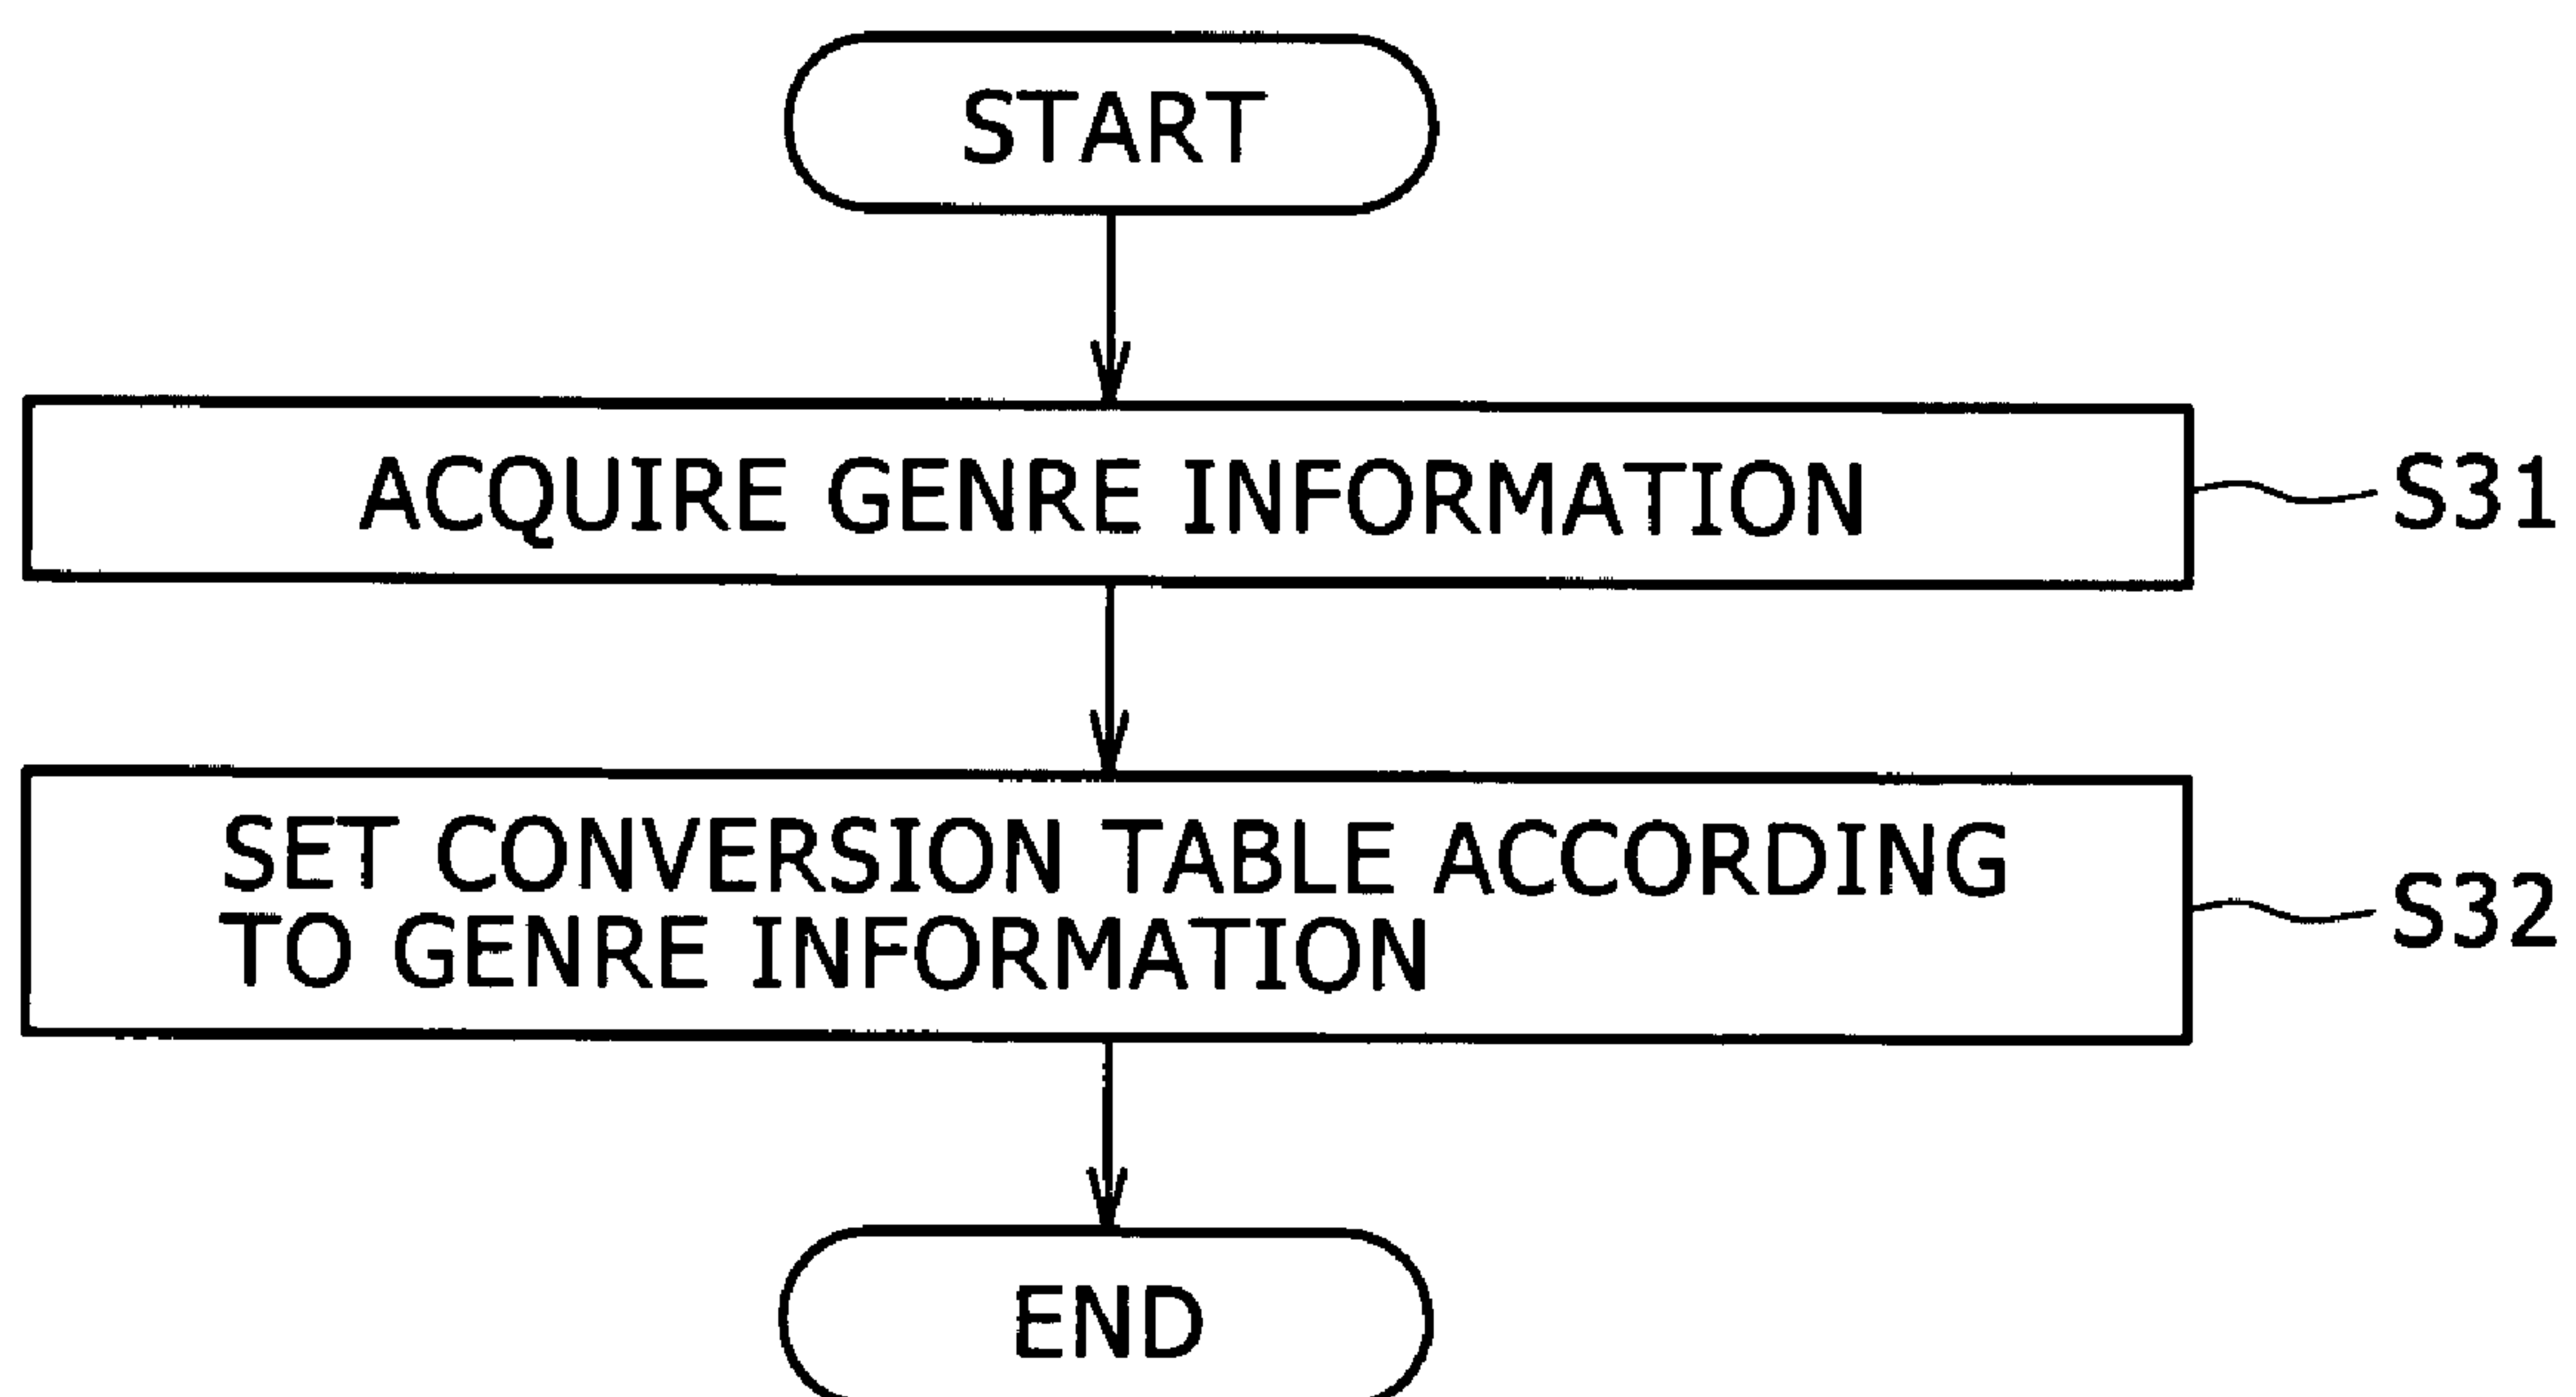 START
ACQUIRE GENRE INFORMATION
S31
SET CONVERSION TABLE ACCORDING
TO GENRE INFORMATION
S32
END